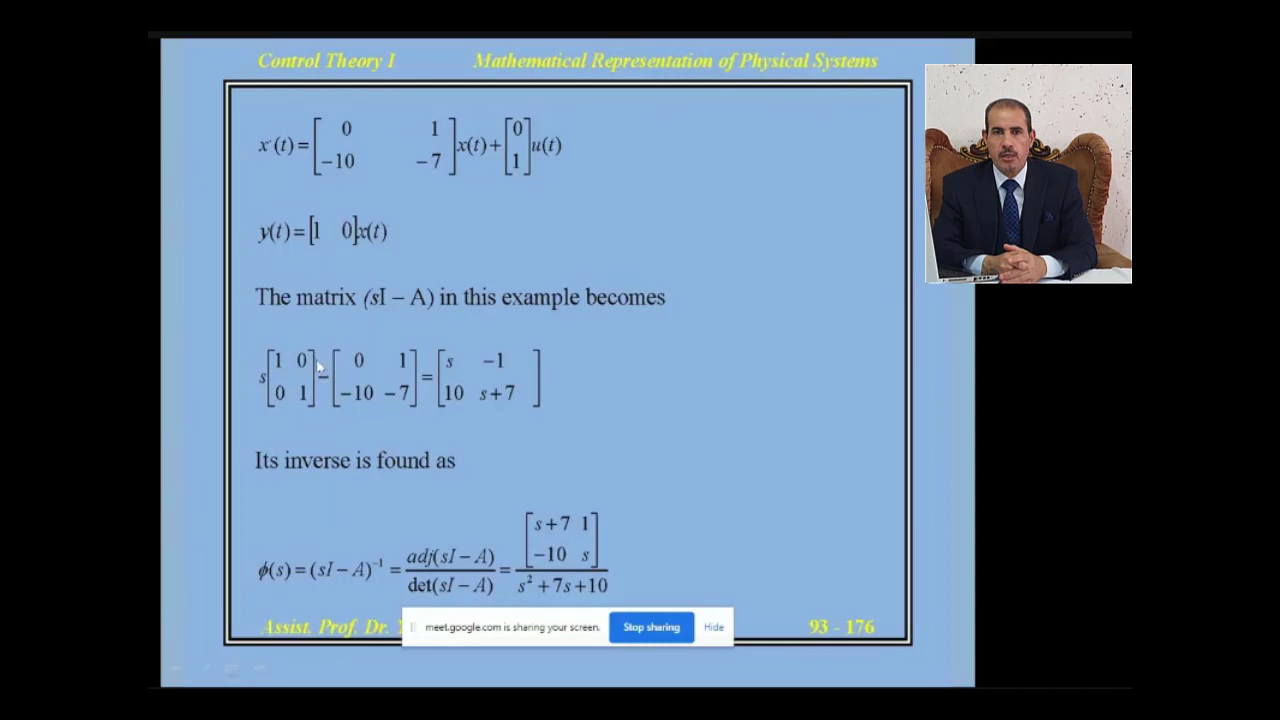 Control Theory I Mathematical Representation of Physical Systems
x˙(t) = [0 1; −10 −7] x(t) + [0; 1] u(t)
y(t) = [1 0] x(t)
The matrix (sI – A) in this example becomes
s[1 0; 0 1] − [0 1; −10 −7] = [s −1; 10 s+7]
Its inverse is found as
ϕ(s) = (sI − A)⁻¹ = adj(sI − A) / det(sI − A) = [s+7 1; −10 s] / s² + 7s + 10
Assist. Prof. Dr.
93 - 176
meet.google.com is sharing your screen. Stop sharing Hide